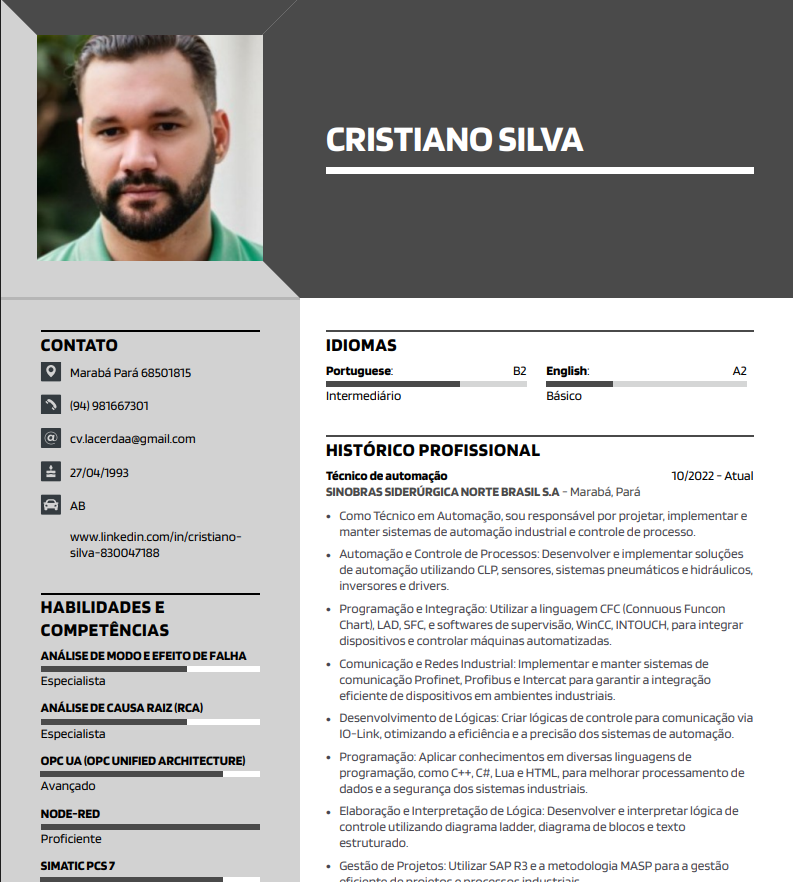 CRISTIANO SILVA
CONTATO
Marabá Pará 68501815
(94) 981667301
cv.lacerdaa@gmail.com
27/04/1993
AB
www.linkedin.com/in/cristiano-
silva-830047188
HABILIDADES E
COMPETÊNCIAS
ANÁLISE DE MODO E EFEITO DE FALHA
Especialista
ANÁLISE DE CAUSA RAIZ (RCA)
Especialista
OPC UA (OPC UNIFIED ARCHITECTURE)
Avançado
NODE-RED
Proficiente
SIMATIC PCS 7
IDIOMAS
Portuguese: B2
Intermediário
English: A2
Básico
HISTÓRICO PROFISSIONAL
Técnico de automação 10/2022 - Atual
SINOBRAS SIDERÚRGICA NORTE BRASIL S.A - Marabá, Pará
• Como Técnico em Automação, sou responsável por projetar, implementar e
manter sistemas de automação industrial e controle de processo.
• Automação e Controle de Processos: Desenvolver e implementar soluções
de automação utilizando CLP, sensores, sistemas pneumáticos e hidráulicos,
inversores e drivers.
• Programação e Integração: Utilizar a linguagem CFC (Connuous Funcon
Chart), LAD, SFC, e softwares de supervisão, WinCC, INTOUCH, para integrar
dispositivos e controlar máquinas automatizadas.
• Comunicação e Redes Industrial: Implementar e manter sistemas de
comunicação Profinet, Profibus e Intercat para garantir a integração
eficiente de dispositivos em ambientes industriais.
• Desenvolvimento de Lógicas: Criar lógicas de controle para comunicação via
IO-Link, otimizando a eficiência e a precisão dos sistemas de automação.
• Programação: Aplicar conhecimentos em diversas linguagens de
programação, como C++, C#, Lua e HTML, para melhorar processamento de
dados e a segurança dos sistemas industriais.
• Elaboração e Interpretação de Lógica: Desenvolver e interpretar lógica de
controle utilizando diagrama ladder, diagrama de blocos e texto
estruturado.
• Gestão de Projetos: Utilizar SAP R3 e a metodologia MASP para a gestão
eficiente de projetos e processos industriais.